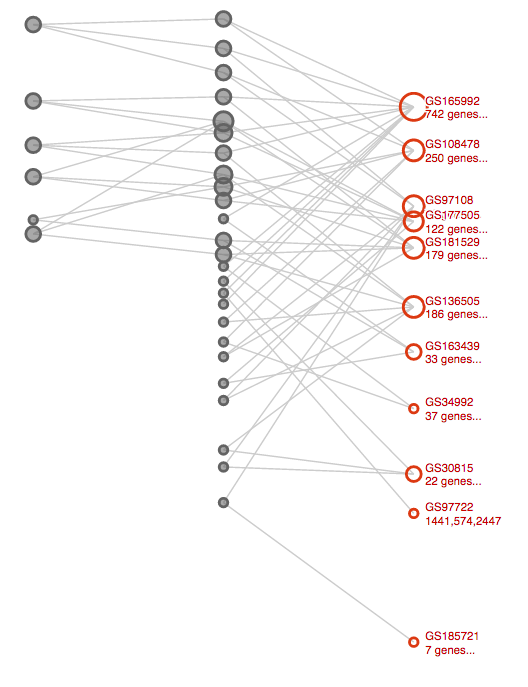 GS165992
742 genes...
GS108478
250 genes...
GS97108
GS177505
122 genes...
GS181529
179 genes...
GS136505
186 genes...
GS163439
33 genes...
GS34992
37 genes...
GS30815
22 genes...
GS97722
1441,574,2447
GS185721
7 genes...